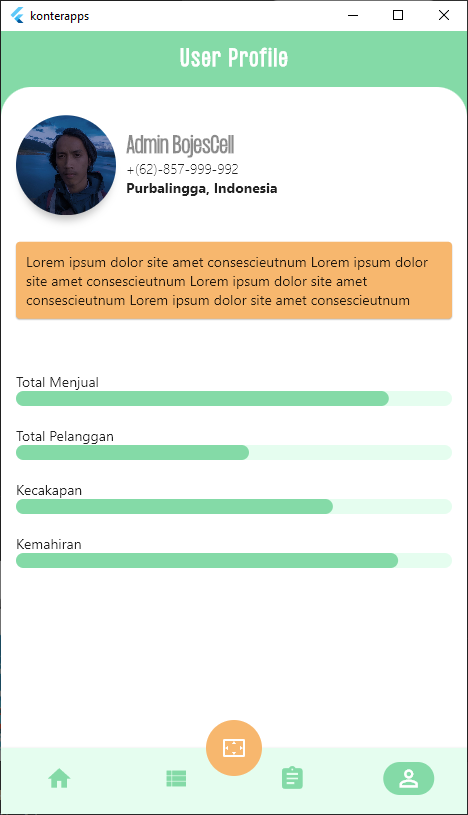 konterapps
User Profile
Admin BojesCell
+(62)-857-999-992
Purbalingga, Indonesia
Lorem ipsum dolor site amet consescieutnum Lorem ipsum dolor
site amet consescieutnum Lorem ipsum dolor site amet
consescieutnum Lorem ipsum dolor site amet consescieutnum
Total Menjual
Total Pelanggan
Kecakapan
Kemahiran